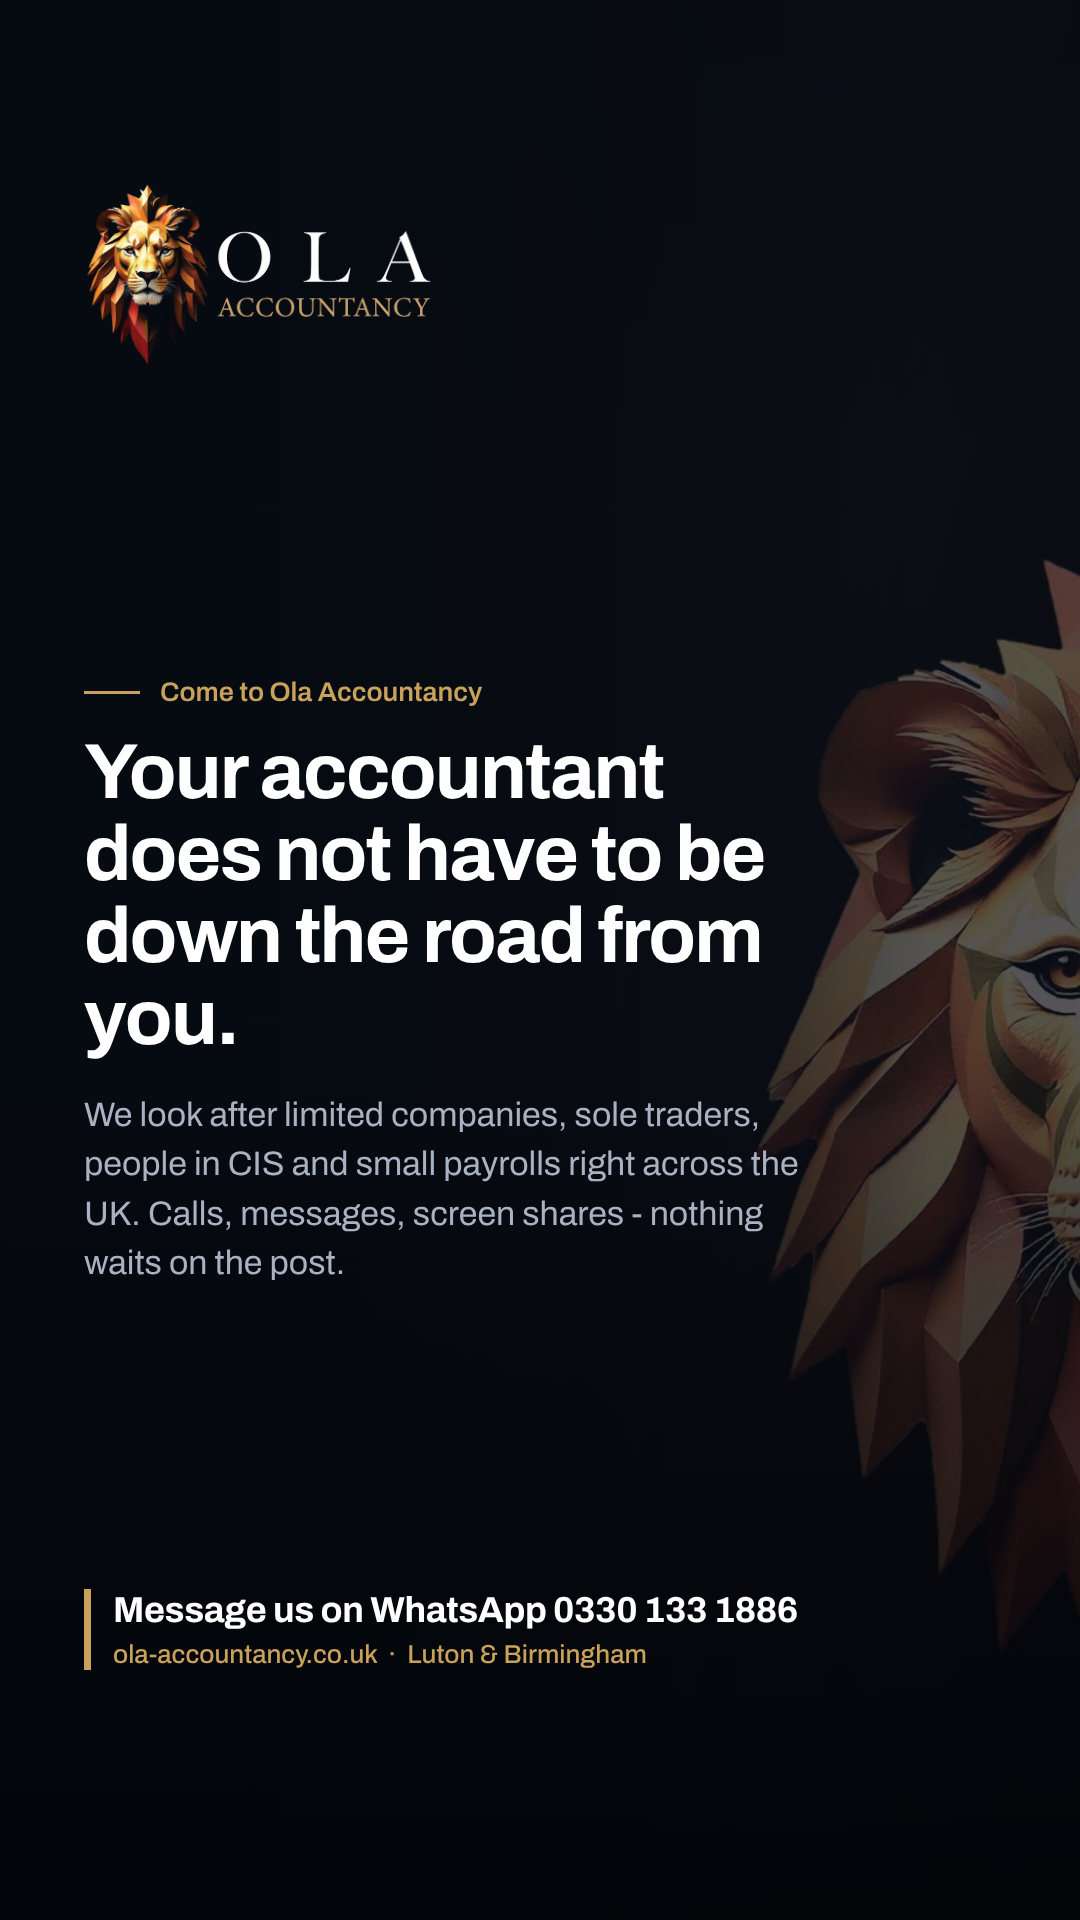 OLA
ACCOUNTANCY
Come to Ola Accountancy
Your accountant
does not have to be
down the road from
you.
We look after limited companies, sole traders,
people in CIS and small payrolls right across the
UK. Calls, messages, screen shares - nothing
waits on the post.
Message us on WhatsApp 0330 133 1886
ola-accountancy.co.uk · Luton & Birmingham